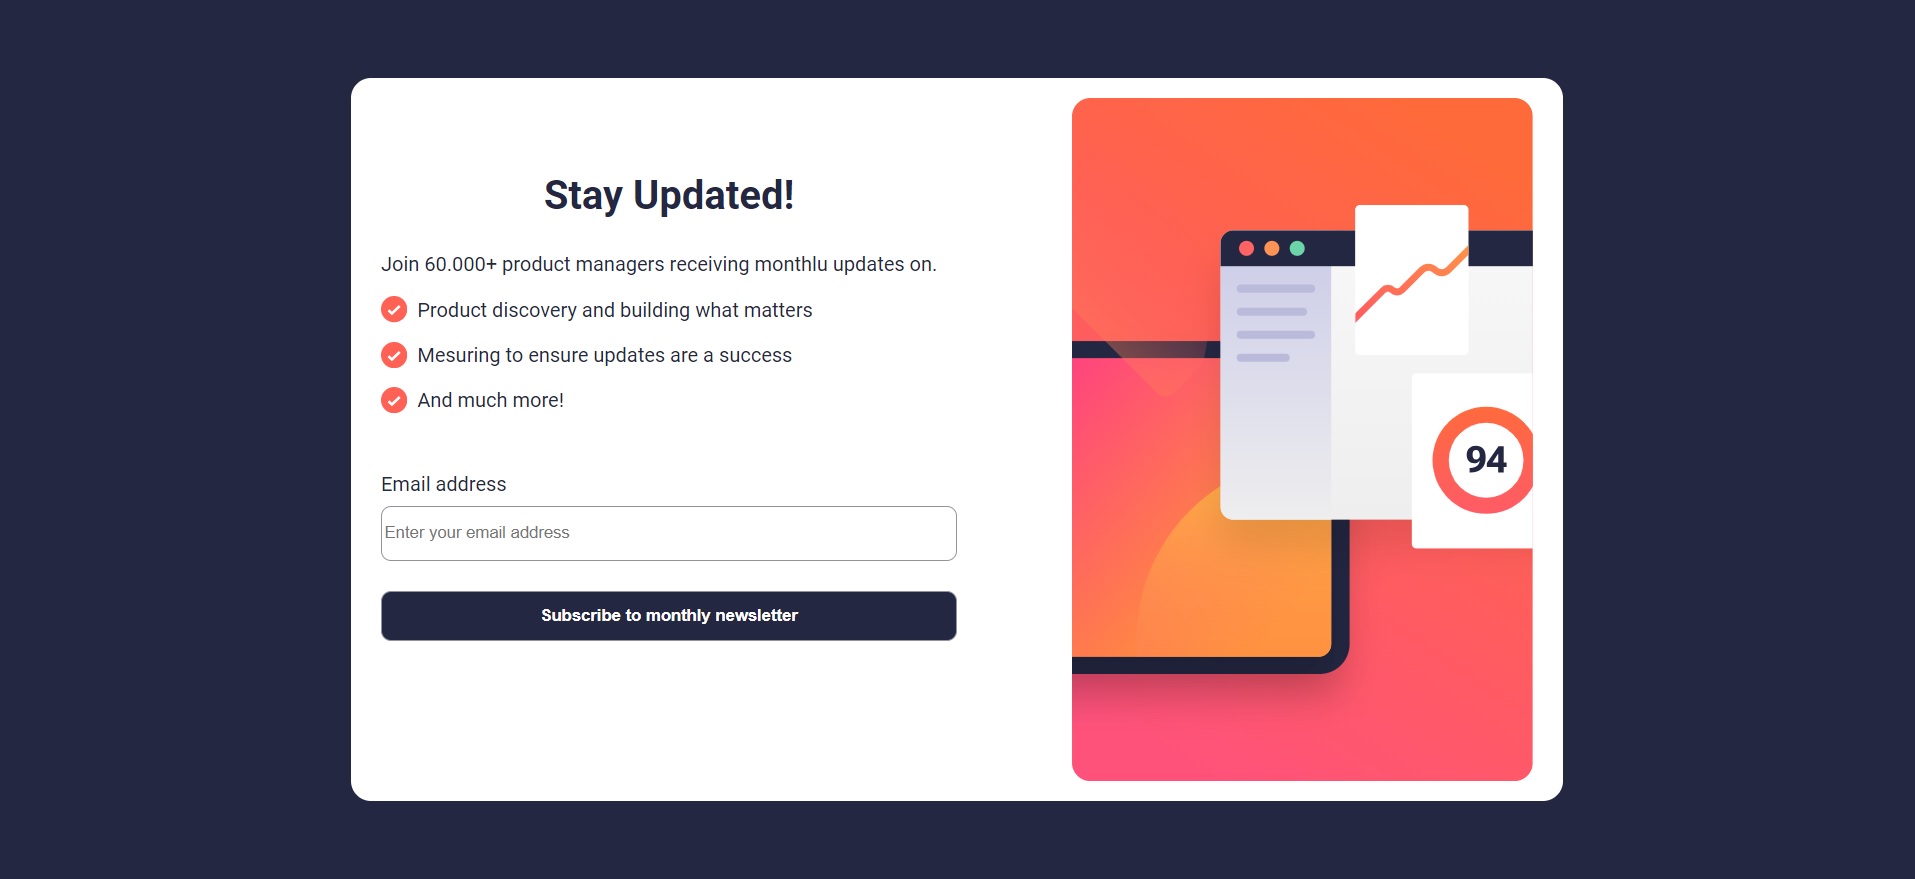 Stay Updated!
Join 60.000+ product managers receiving monthlu updates on.
Product discovery and building what matters
Mesuring to ensure updates are a success
And much more!
Email address
Enter your email address
Subscribe to monthly newsletter
94